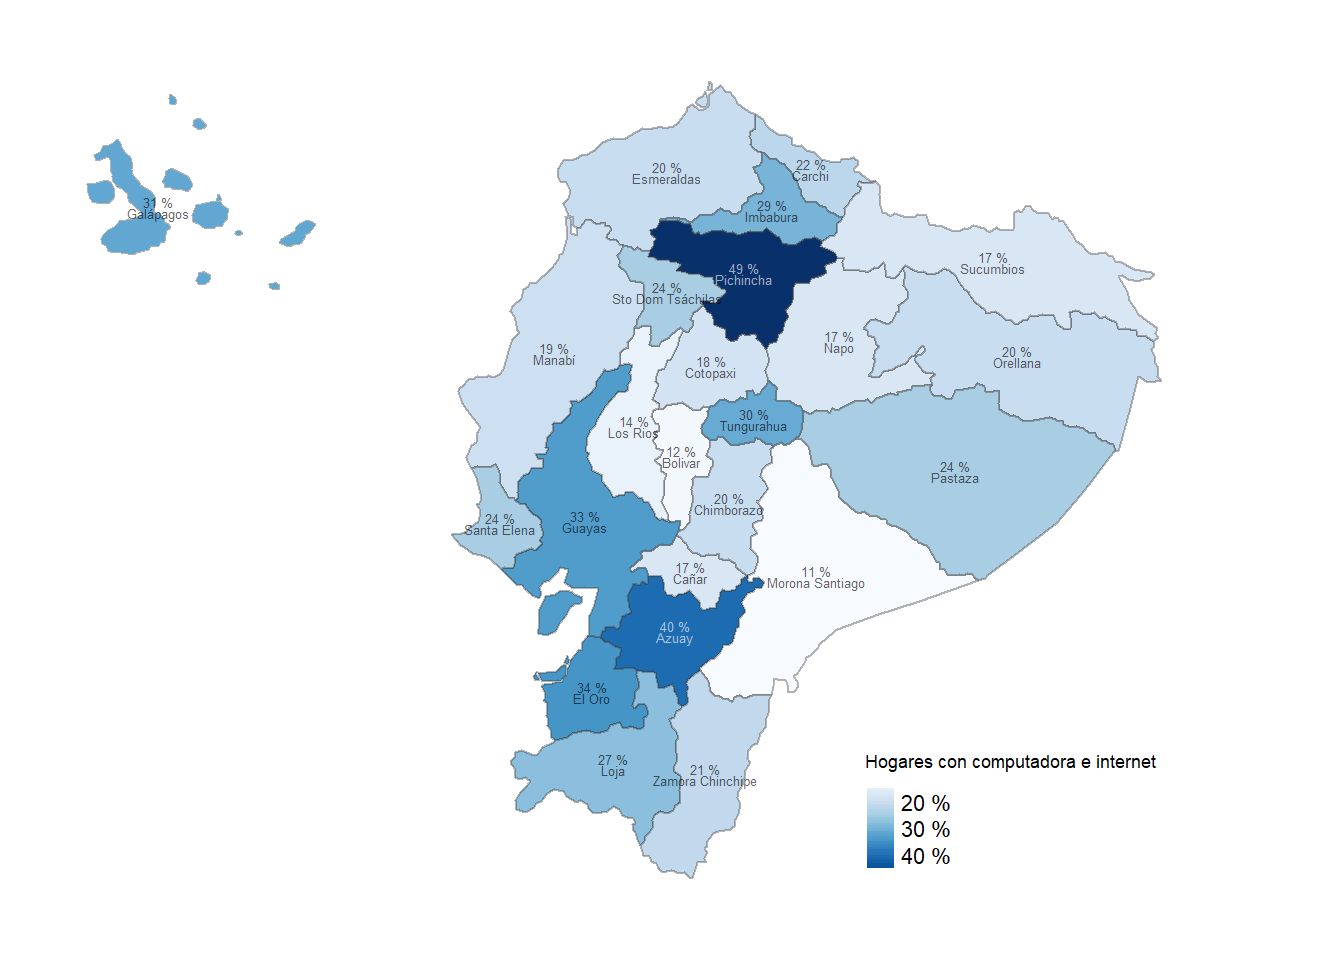 20 %
Esmeraldas
22 %
Carchi
31 %
Galápagos
29 %
Imbabura
17 %
Sucumbios
49 %
Pichincha
24 %
Sto Dom Tsáchilas
17 %
Napo
19 %
Manabí
18 %
Cotopaxi
20 %
Orellana
30 %
Tungurahua
14 %
Los Rios
12 %
Bolivar
24 %
Pastaza
20 %
Chimborazo
24 %
Santa Elena
33 %
Guayas
17 %
Cañar
11 %
Morona Santiago
40 %
Azuay
34 %
El Oro
27 %
Loja
21 %
Zamora Chinchipe
Hogares con computadora e internet
20 %
30 %
40 %